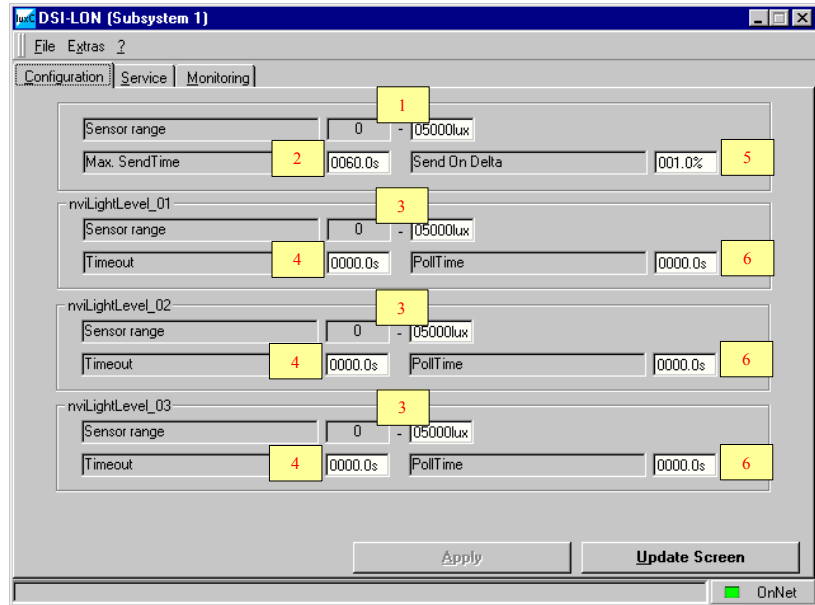 luxC DSI-LON (Subsystem 1)
File Extras ?
Configuration Service Monitoring
1
Sensor range 0 - 05000lux
Max. SendTime 2 0060.0s Send On Delta 001.0% 5
nviLightLevel_01 3
Sensor range 0 - 05000lux
Timeout 4 0000.0s PollTime 0000.0s 6
nviLightLevel_02 3
Sensor range 0 - 05000lux
Timeout 4 0000.0s PollTime 0000.0s 6
nviLightLevel_03 3
Sensor range 0 - 05000lux
Timeout 4 0000.0s PollTime 0000.0s 6
Apply Update Screen
OnNet